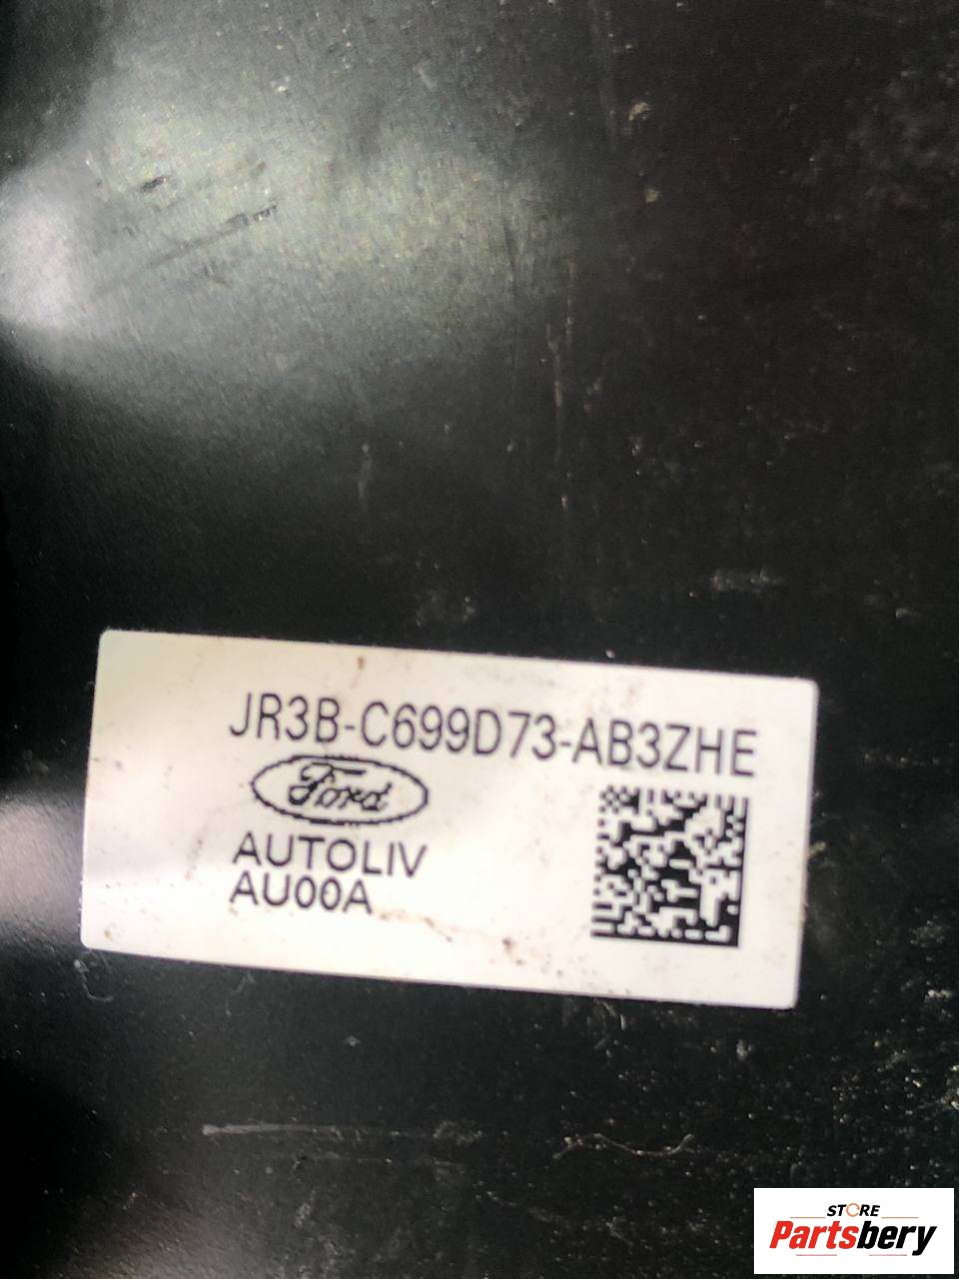 JR3B-C699D73-AB3ZHE
Ford
AUTOLIV
AU00A
STORE
Partsbery